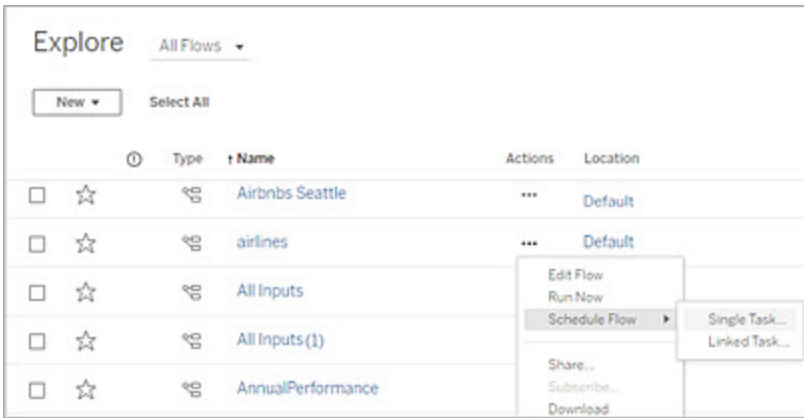 Explore All Flows
New Select All
Type ↑ Name Actions Location
Airbnbs Seattle ••• Default
airlines ••• Default
Edit Flow
All Inputs
Run Now
Schedule Flow Single Task...
All Inputs (1) Linked Task...
Share...
Subscribe...
AnnualPerformance
Download